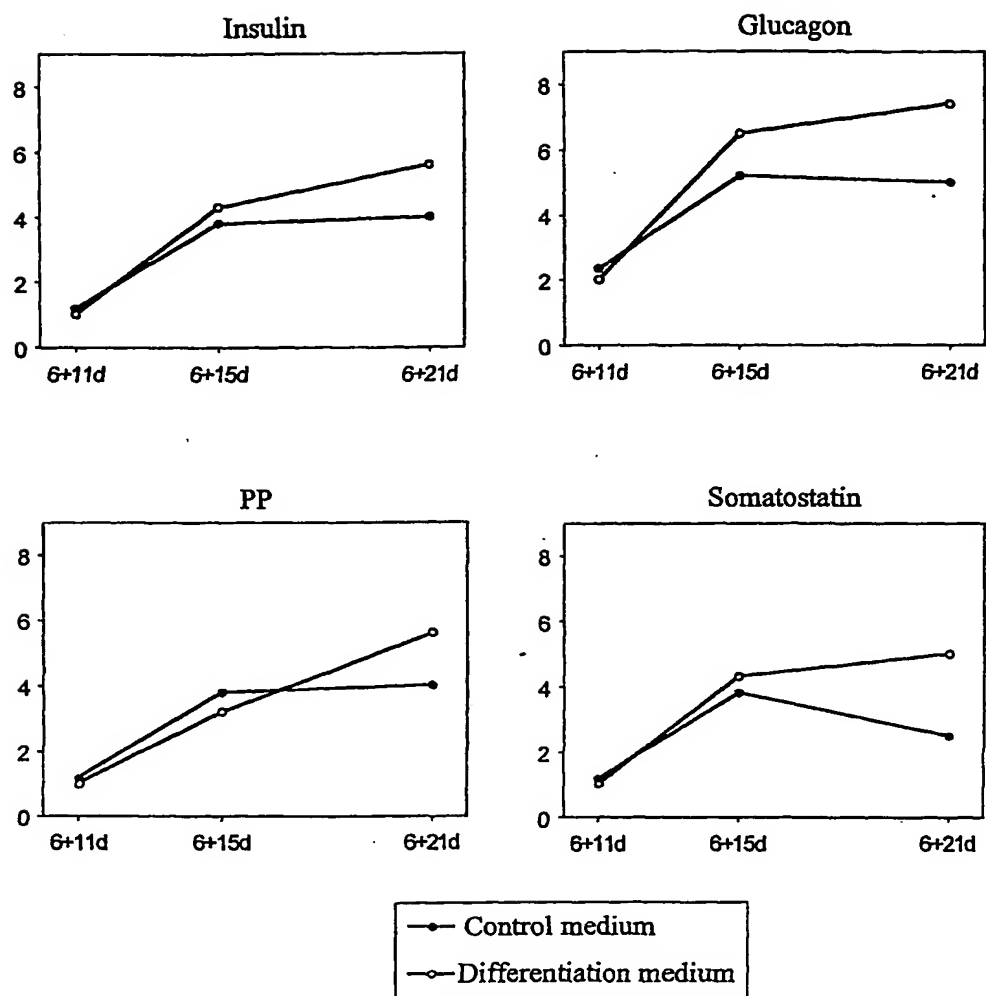 Insulin
8
6
4
2
0
6+11d 6+15d 6+21d
Glucagon
8
6
4
2
0
6+11d 6+15d 6+21d
PP
8
6
4
2
0
6+11d 6+15d 6+21d
Somatostatin
8
6
4
2
0
6+11d 6+15d 6+21d
Control medium
Differentiation medium